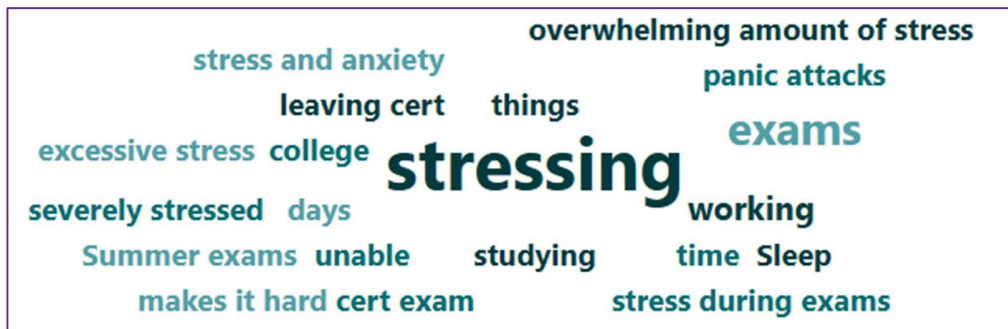 overwhelming amount of stress
stress and anxiety
panic attacks
leaving cert things
exams
excessive stress college
stressing
severely stressed days
working
Summer exams unable studying time Sleep
makes it hard cert exam stress during exams